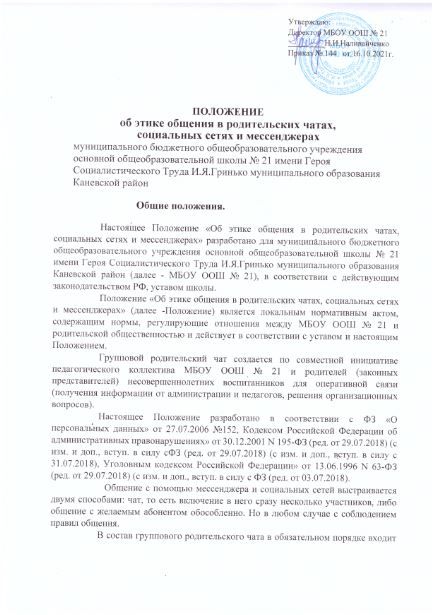 Утверждаю:
Директор МБОУ ООШ № 21
Н.И.Наливайченко
Приказ № 144 от 16.10.2021г.
ПОЛОЖЕНИЕ
об этике общения в родительских чатах,
социальных сетях и мессенджерах
муниципального бюджетного общеобразовательного учреждения
основной общеобразовательной школы № 21 имени Героя
Социалистического Труда И.Я.Гринько муниципального образования
Каневской район
Общие положения.
Настоящее Положение «Об этике общения в родительских чатах,
социальных сетях и мессенджерах» разработано для муниципального бюджетного
общеобразовательного учреждения основной общеобразовательной школы № 21
имени Героя Социалистического Труда И.Я.Гринько муниципального образования
Каневской район (далее - МБОУ ООШ № 21), в соответствии с действующим
законодательством РФ, уставом школы.
Положение «Об этике общения в родительских чатах, социальных сетях
и мессенджерах» (далее -Положение) является локальным нормативным актом,
содержащим нормы, регулирующие отношения между МБОУ ООШ № 21 и
родительской общественностью и действует в соответствии с уставом и настоящим
Положением.
Групповой родительский чат создается по совместной инициативе
педагогического коллектива МБОУ ООШ № 21 и родителей (законных
представителей) несовершеннолетних воспитанников для оперативной связи
(получения информации от администрации и педагогов, решения организационных
вопросов).
Настоящее Положение разработано в соответствии с ФЗ «О
персональных данных» от 27.07.2006 №152, Кодексом Российской Федерации об
административных правонарушениях» от 30.12.2001 N 195-ФЗ (ред. от 29.07.2018) (с
изм. и доп., вступ. в силу сФЗ (ред. от 29.07.2018) (с изм. и доп., вступ. в силу с
31.07.2018), Уголовным кодексом Российской Федерации» от 13.06.1996 N 63-ФЗ
(ред. от 29.07.2018) (с изм. и доп., вступ. в силу с ФЗ (ред. от 03.07.2018).
Общение с помощью мессенджера и социальных сетей выстраивается
двумя способами: чат, то есть включение в него сразу несколько участников, либо
общение с желаемым абонентом обособленно. Но в любом случае с соблюдением
правил общения.
В состав группового родительского чата в обязательном порядке входит